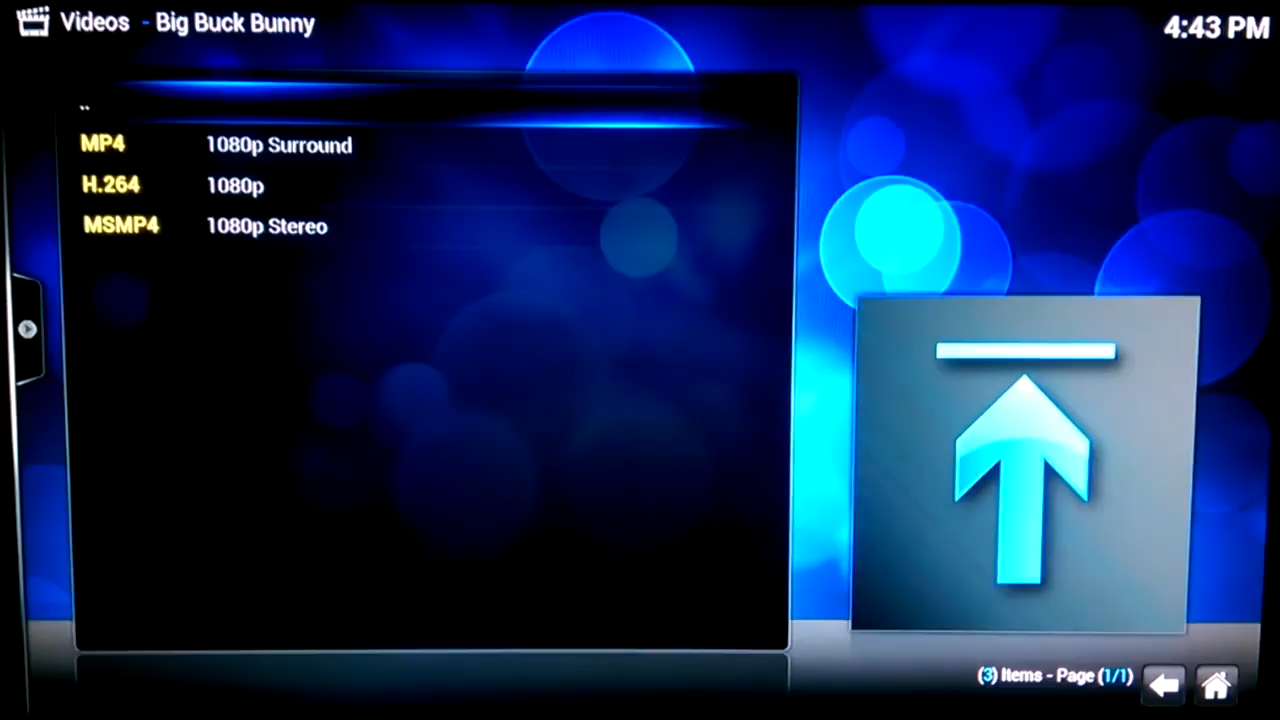 Videos - Big Buck Bunny
4:43 PM
..
MP4 1080p Surround
H.264 1080p
MSMP4 1080p Stereo
(3) Items - Page (1/1)